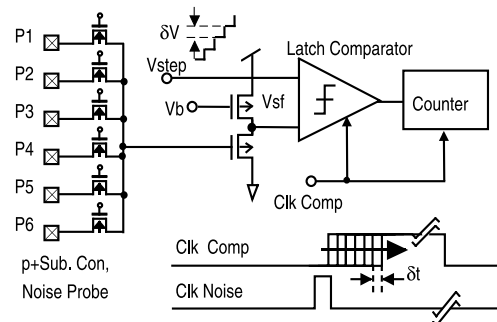 P1
P2
P3
P4
P5
P6
p+Sub. Con,
Noise Probe
δV
Vstep
Vb
Vsf
Latch Comparator
Counter
Clk Comp
Clk Comp
δt
Clk Noise